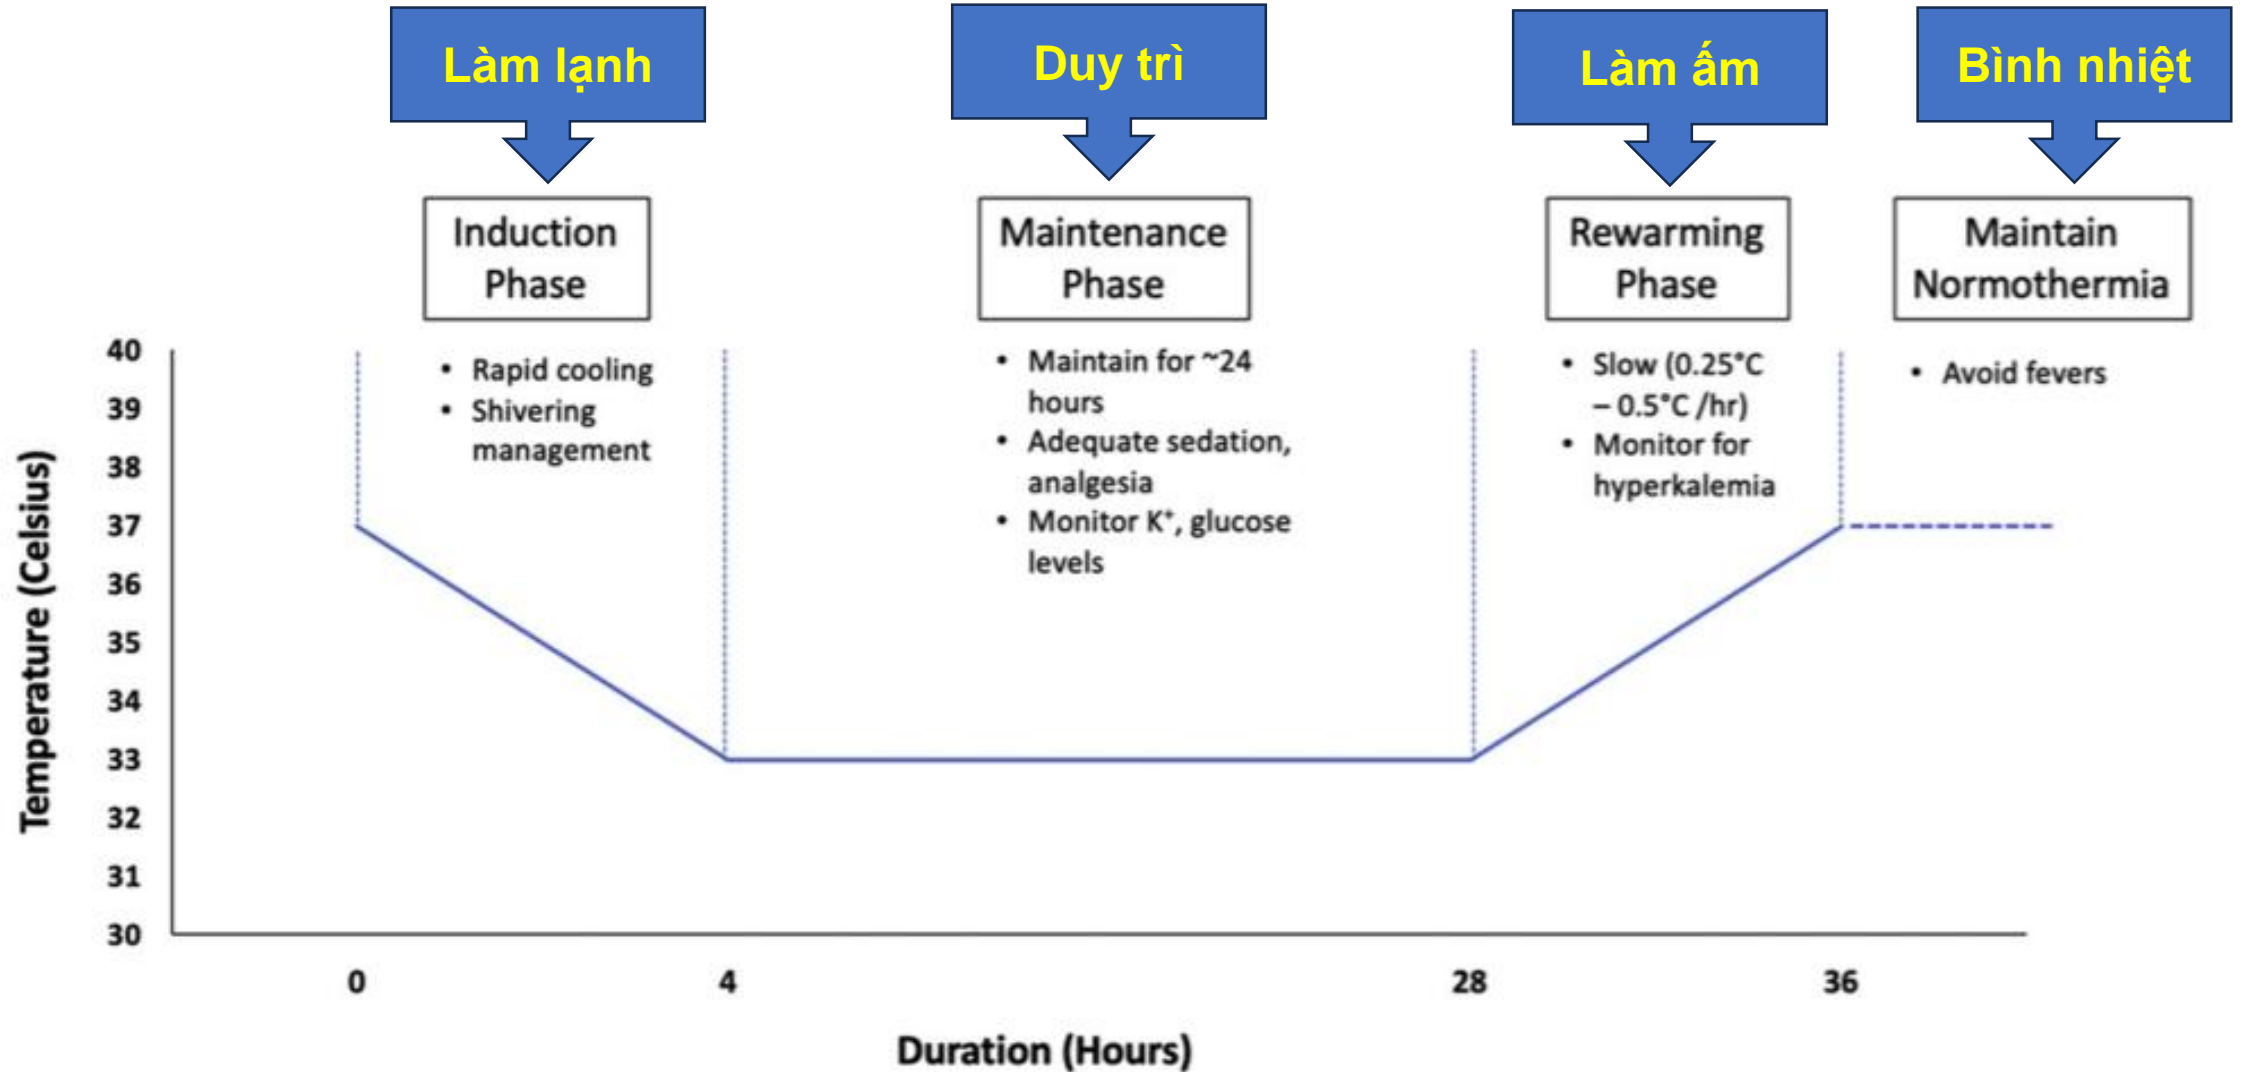 Làm lạnh
Duy trì
Làm ấm
Bình nhiệt
Induction
Phase
Maintenance
Phase
Rewarming
Phase
Maintain
Normothermia
• Rapid cooling
• Shivering
management
• Maintain for ~24
hours
• Adequate sedation,
analgesia
• Monitor K⁺, glucose
levels
• Slow (0.25°C
– 0.5°C /hr)
• Monitor for
hyperkalemia
• Avoid fevers
Temperature (Celsius)
40
39
38
37
36
35
34
33
32
31
30
0 4 28 36
Duration (Hours)